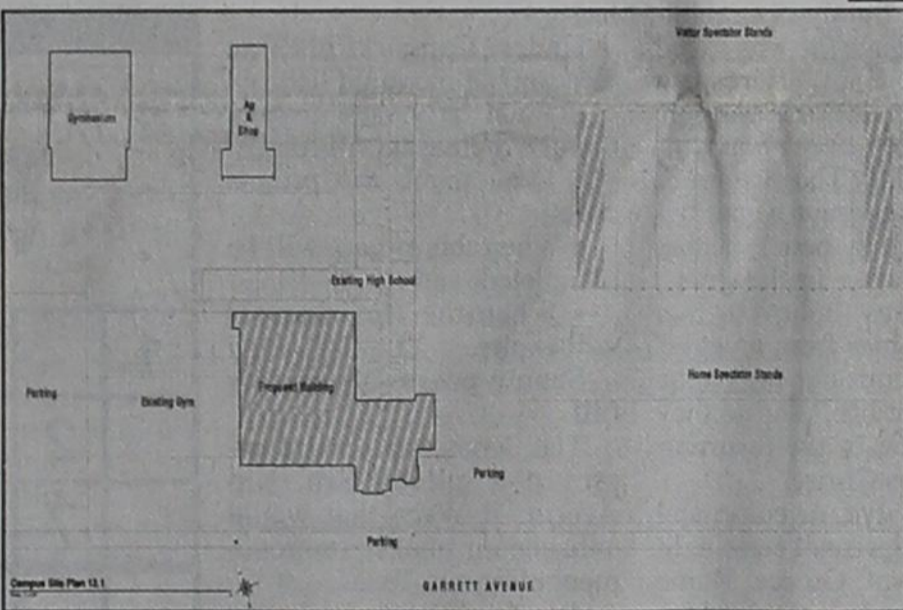 Visitor Spectator Stands
Gymnasium
Ag
&
Shop
Existing High School
Parking
Existing Gym
Proposed Building
Home Spectator Stands
Parking
Parking
Campus Site Plan 13.1
GARRETT AVENUE